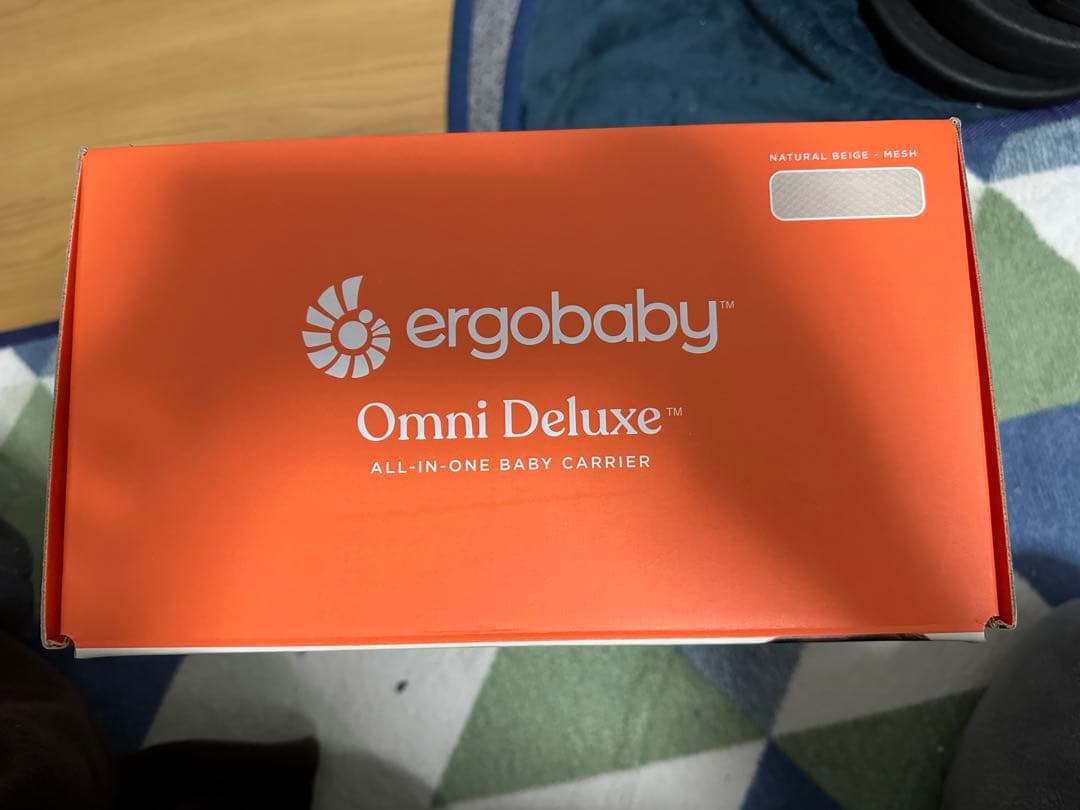 NATURAL BEIGE - MESH
ergobaby™
Omni Deluxe™
ALL-IN-ONE BABY CARRIER